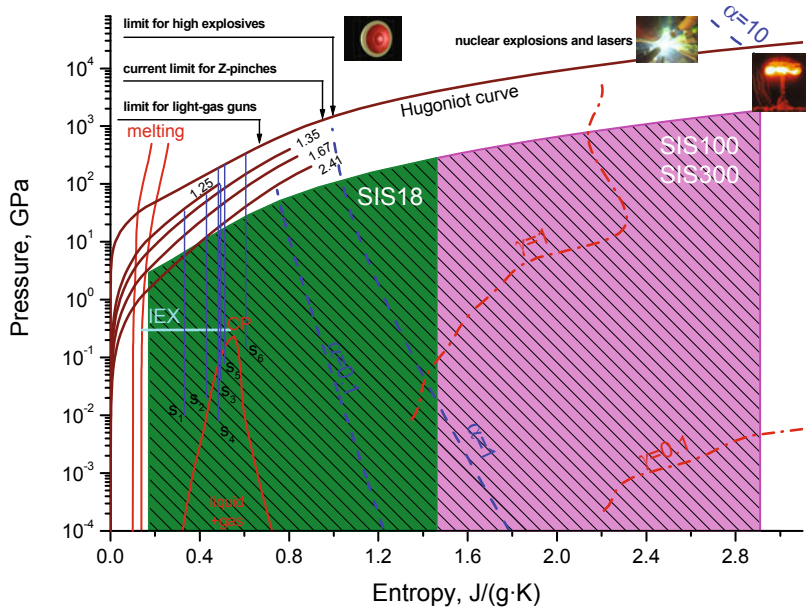 limit for high explosives
current limit for Z-pinches
limit for light-gas guns
melting
nuclear explosions and lasers
α=10
Hugoniot curve
1.25
1.35
1.67
2.41
SIS18
SIS100
SIS300
γ=1
γ=0.1
α=0.1
α=1
IEX
CP
S₁
S₂
S₃
S₄
S₅
S₆
liquid
+gas
Pressure, GPa
10⁴
10³
10²
10¹
10⁰
10⁻¹
10⁻²
10⁻³
10⁻⁴
0.0 0.4 0.8 1.2 1.6 2.0 2.4 2.8
Entropy, J/(g·K)